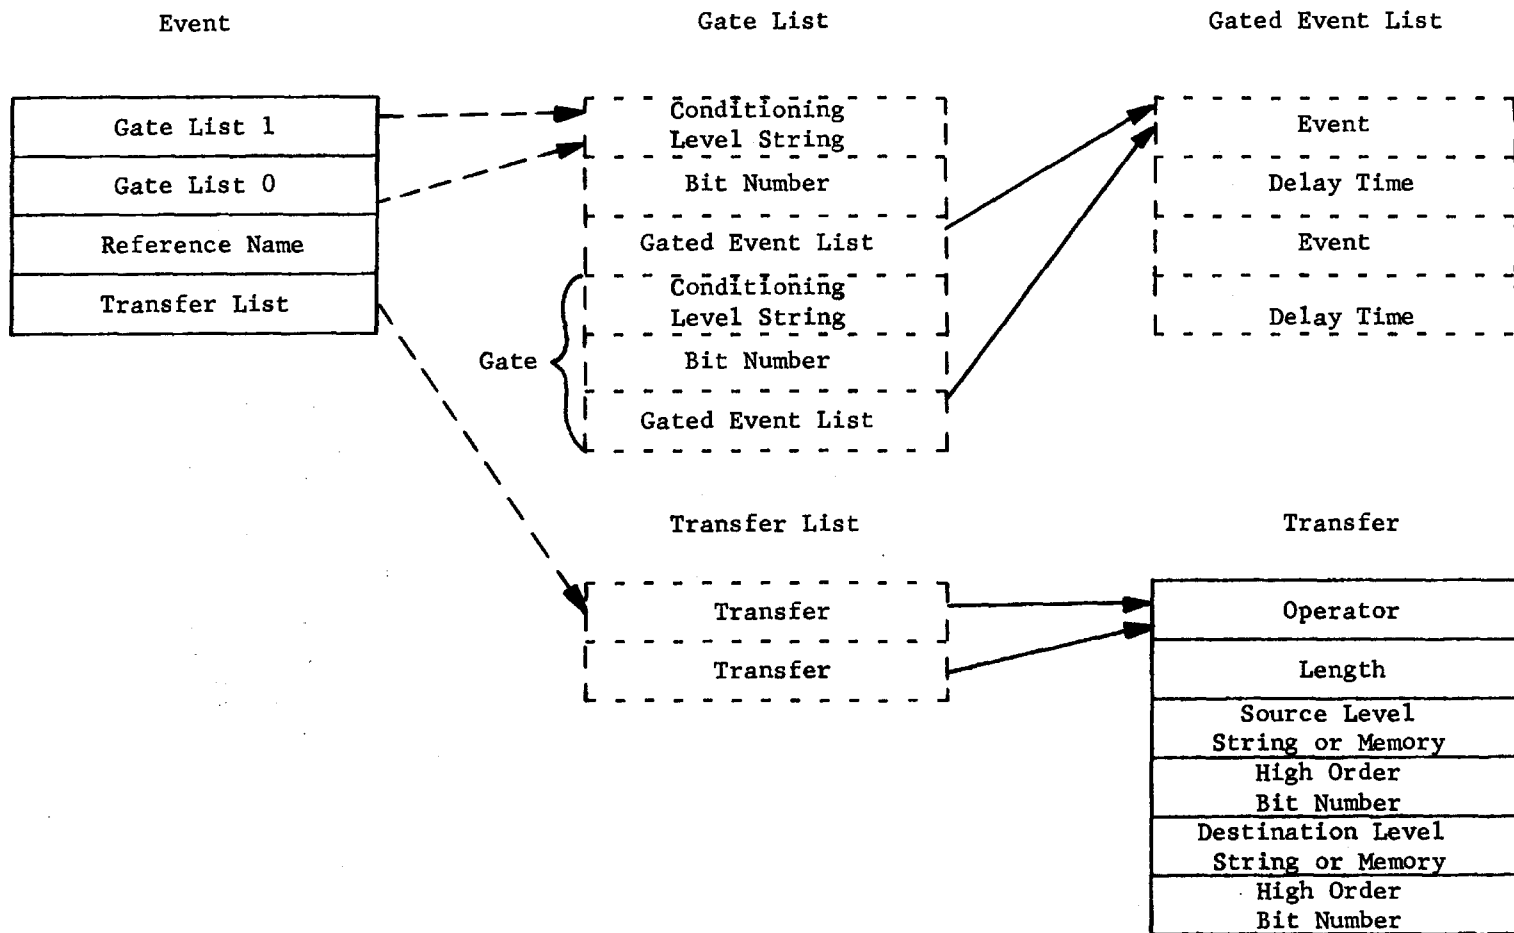 Event
Gate List 1
Gate List 0
Reference Name
Transfer List
Gate List
Conditioning
Level String
Bit Number
Gated Event List
Conditioning
Level String
Bit Number
Gated Event List
Gate
Gated Event List
Event
Delay Time
Event
Delay Time
Transfer List
Transfer
Transfer
Transfer
Operator
Length
Source Level
String or Memory
High Order
Bit Number
Destination Level
String or Memory
High Order
Bit Number